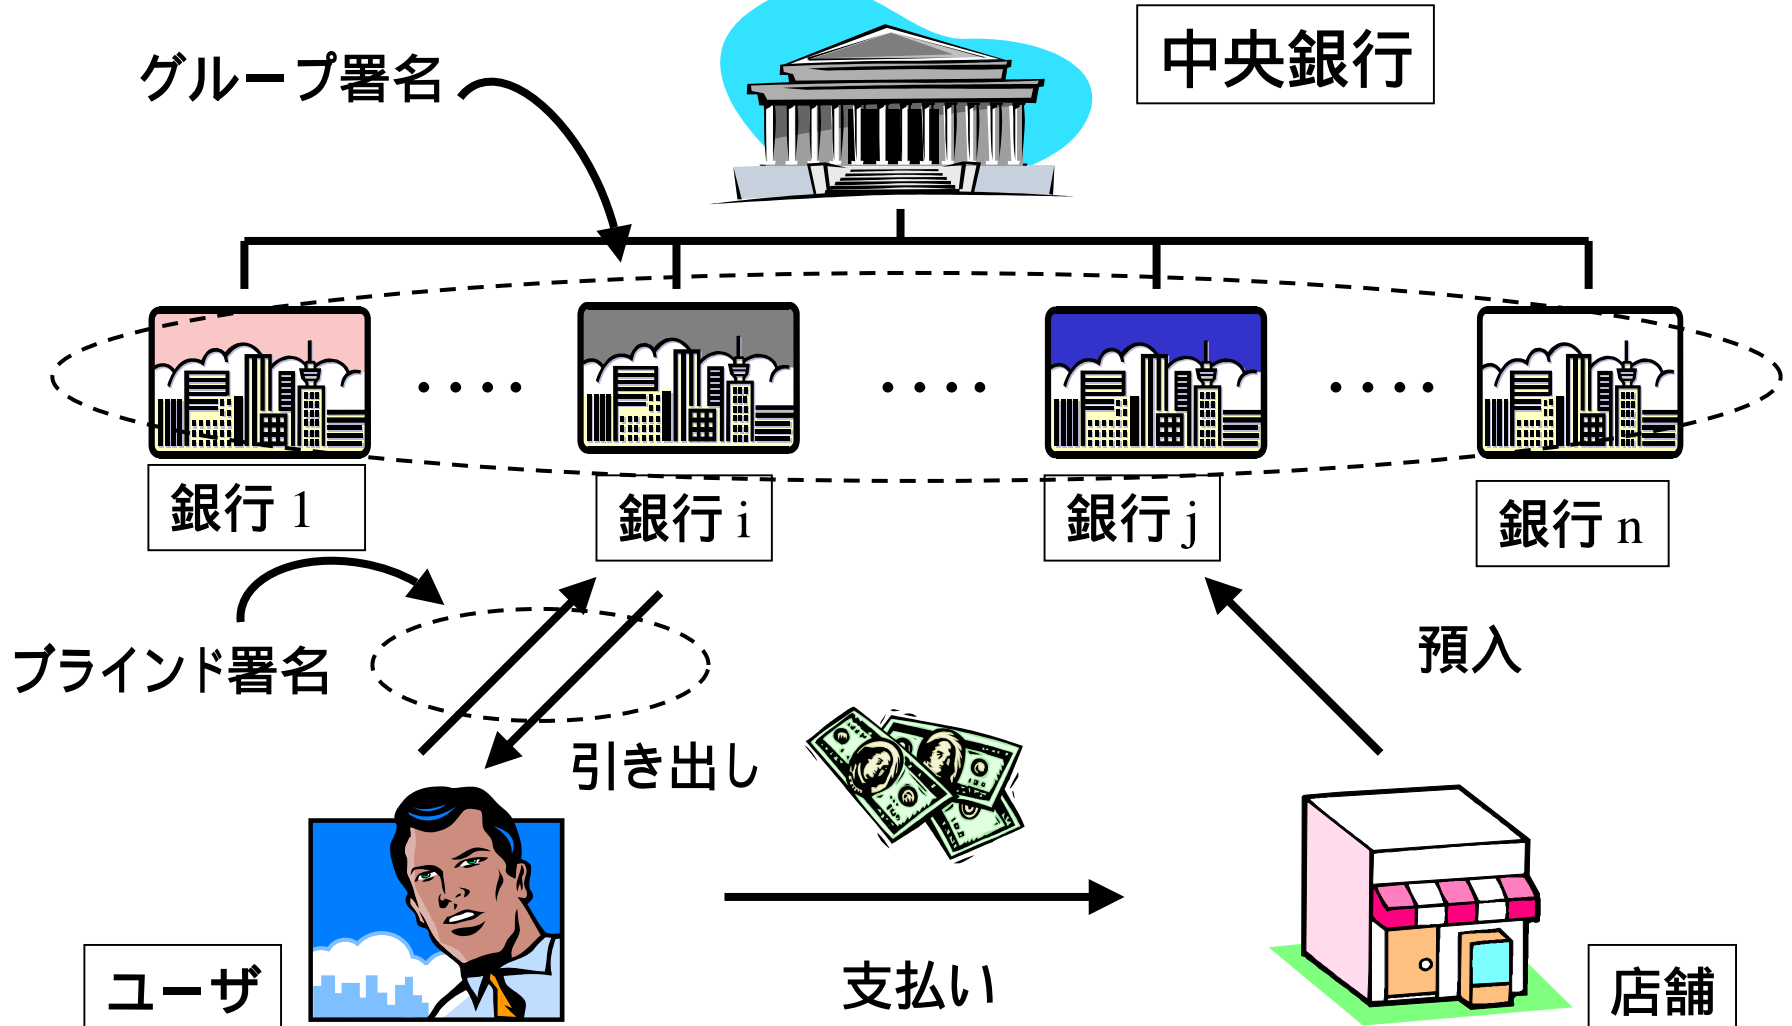 中央銀行
グループ署名
銀行 1
銀行 i
銀行 j
銀行 n
ブラインド署名
預入
引き出し
支払い
ユーザ
店舗